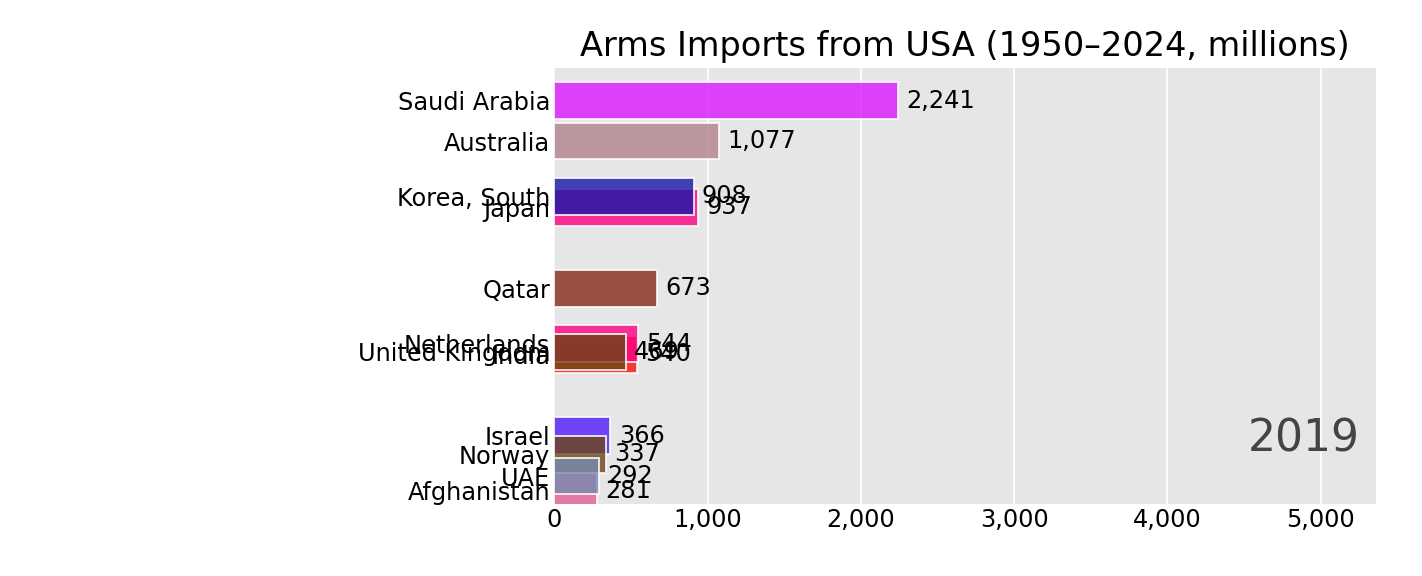 Arms Imports from USA (1950–2024, millions)
Saudi Arabia 2,241
Australia 1,077
Korea, South 908
Japan 937
Qatar 673
Netherlands 544
United Kingdom 469
India 540
Israel 366
2019
Norway 337
UAE 292
Afghanistan 281
0 1,000 2,000 3,000 4,000 5,000